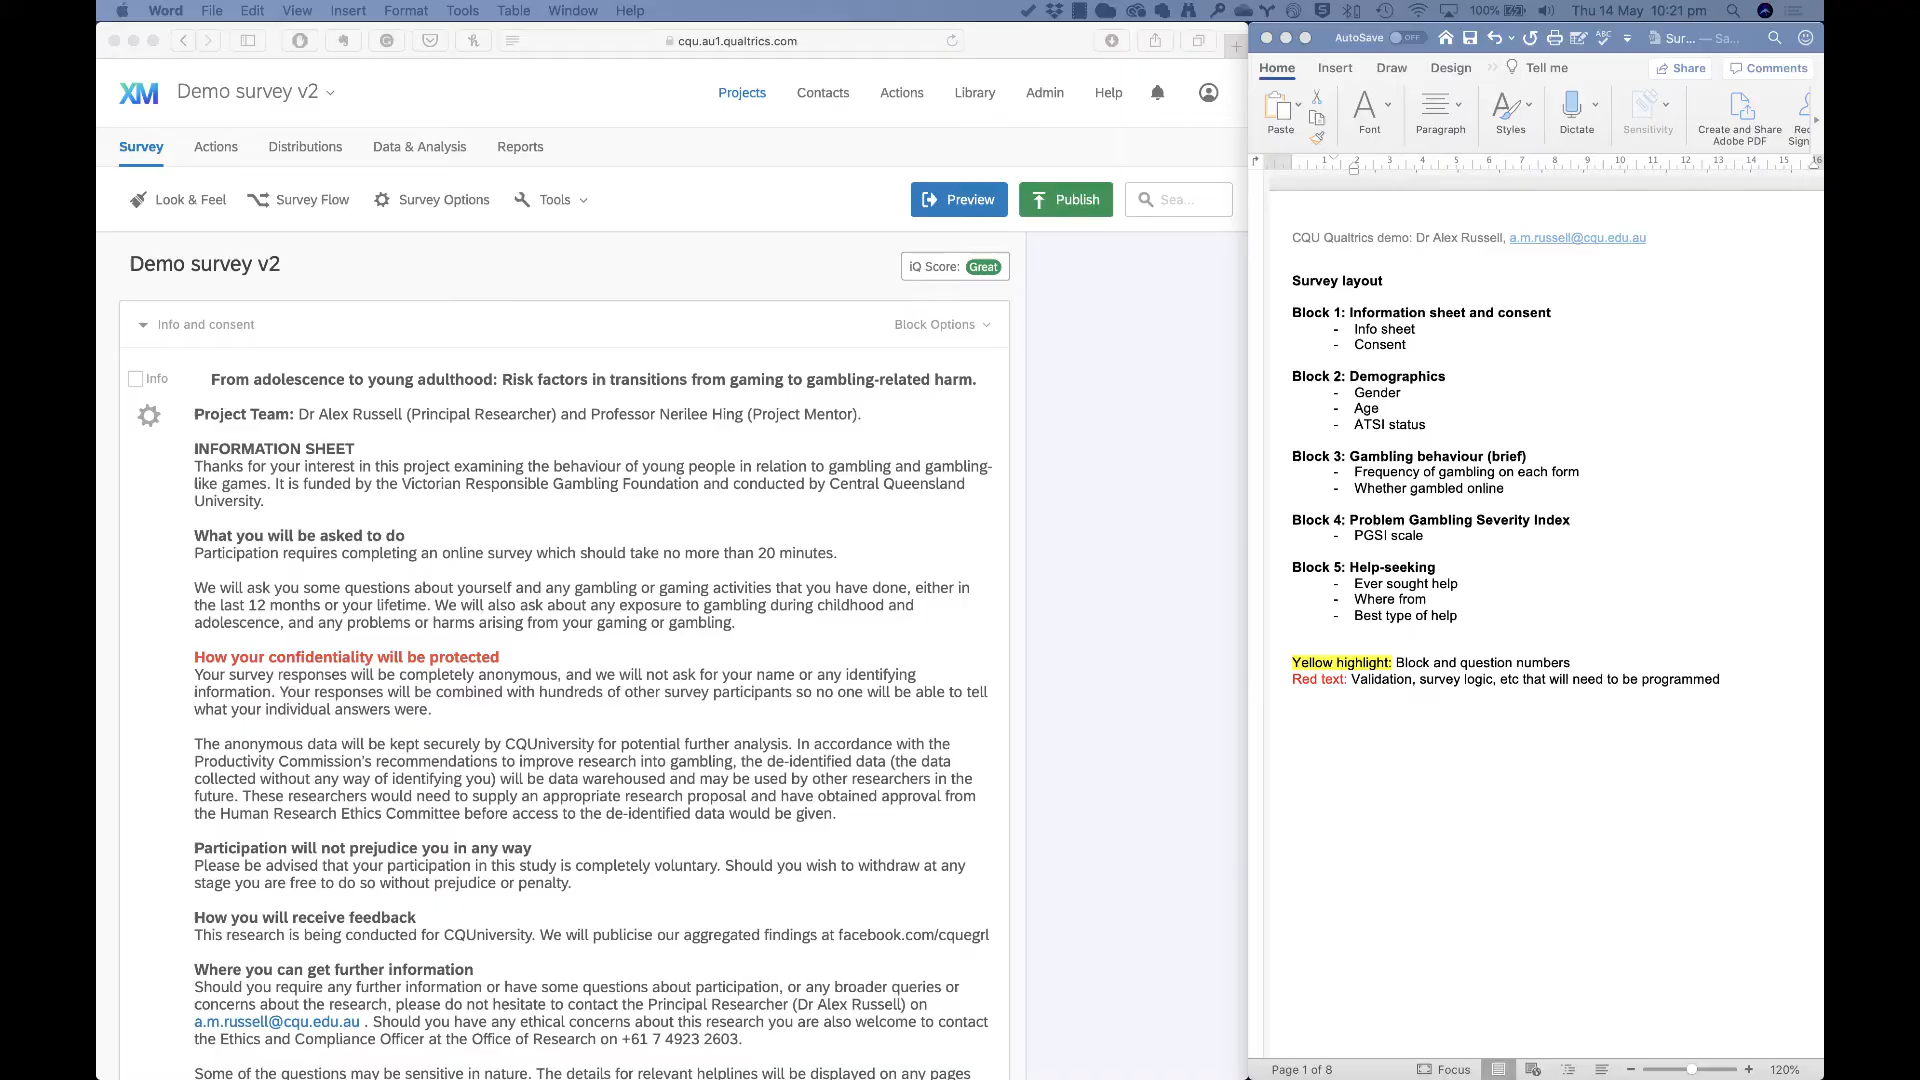 Word File Edit View Insert Format Tools Table Window Help 100% Thu 14 May 10:21 pm
cqu.au1.qualtrics.com
XM Demo survey v2 Projects Contacts Actions Library Admin Help
Survey Actions Distributions Data & Analysis Reports
Look & Feel Survey Flow Survey Options Tools Preview Publish Sea...
Demo survey v2 iQ Score: Great
Info and consent Block Options
Info
From adolescence to young adulthood: Risk factors in transitions from gaming to gambling-related harm.
Project Team: Dr Alex Russell (Principal Researcher) and Professor Nerilee Hing (Project Mentor).
INFORMATION SHEET
Thanks for your interest in this project examining the behaviour of young people in relation to gambling and gambling-
like games. It is funded by the Victorian Responsible Gambling Foundation and conducted by Central Queensland
University.
What you will be asked to do
Participation requires completing an online survey which should take no more than 20 minutes.
We will ask you some questions about yourself and any gambling or gaming activities that you have done, either in
the last 12 months or your lifetime. We will also ask about any exposure to gambling during childhood and
adolescence, and any problems or harms arising from your gaming or gambling.
How your confidentiality will be protected
Your survey responses will be completely anonymous, and we will not ask for your name or any identifying
information. Your responses will be combined with hundreds of other survey participants so no one will be able to tell
what your individual answers were.
The anonymous data will be kept securely by CQUniversity for potential further analysis. In accordance with the
Productivity Commission's recommendations to improve research into gambling, the de-identified data (the data
collected without any way of identifying you) will be data warehoused and may be used by other researchers in the
future. These researchers would need to supply an appropriate research proposal and have obtained approval from
the Human Research Ethics Committee before access to the de-identified data would be given.
Participation will not prejudice you in any way
Please be advised that your participation in this study is completely voluntary. Should you wish to withdraw at any
stage you are free to do so without prejudice or penalty.
How you will receive feedback
This research is being conducted for CQUniversity. We will publicise our aggregated findings at facebook.com/cquegrl
Where you can get further information
Should you require any further information or have some questions about participation, or any broader queries or
concerns about the research, please do not hesitate to contact the Principal Researcher (Dr Alex Russell) on
a.m.russell@cqu.edu.au . Should you have any ethical concerns about this research you are also welcome to contact
the Ethics and Compliance Officer at the Office of Research on +61 7 4923 2603.
Some of the questions may be sensitive in nature. The details for relevant helplines will be displayed on any pages
AutoSave OFF Sur... — Sa...
Home Insert Draw Design Tell me Share Comments
Paste Font Paragraph Styles Dictate Sensitivity Create and Share
Adobe PDF
Rec
Sign
1 2 3 4 5 6 7 8 9 10 11 12 13 14 15 16
CQU Qualtrics demo: Dr Alex Russell, a.m.russell@cqu.edu.au
Survey layout
Block 1: Information sheet and consent
- Info sheet
- Consent
Block 2: Demographics
- Gender
- Age
- ATSI status
Block 3: Gambling behaviour (brief)
- Frequency of gambling on each form
- Whether gambled online
Block 4: Problem Gambling Severity Index
- PGSI scale
Block 5: Help-seeking
- Ever sought help
- Where from
- Best type of help
Yellow highlight: Block and question numbers
Red text: Validation, survey logic, etc that will need to be programmed
Page 1 of 8 Focus 120%